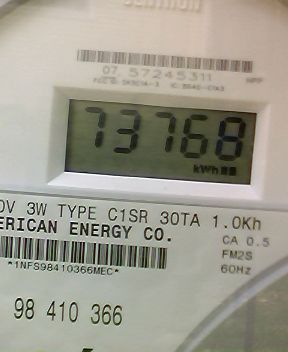 07 57245311
73768
kWh
0V 3W TYPE C1SR 30TA 1.0Kh
ERICAN ENERGY CO.
CA 0.5
FM2S
60Hz
*1NFS98410366MEC*
98 410 366